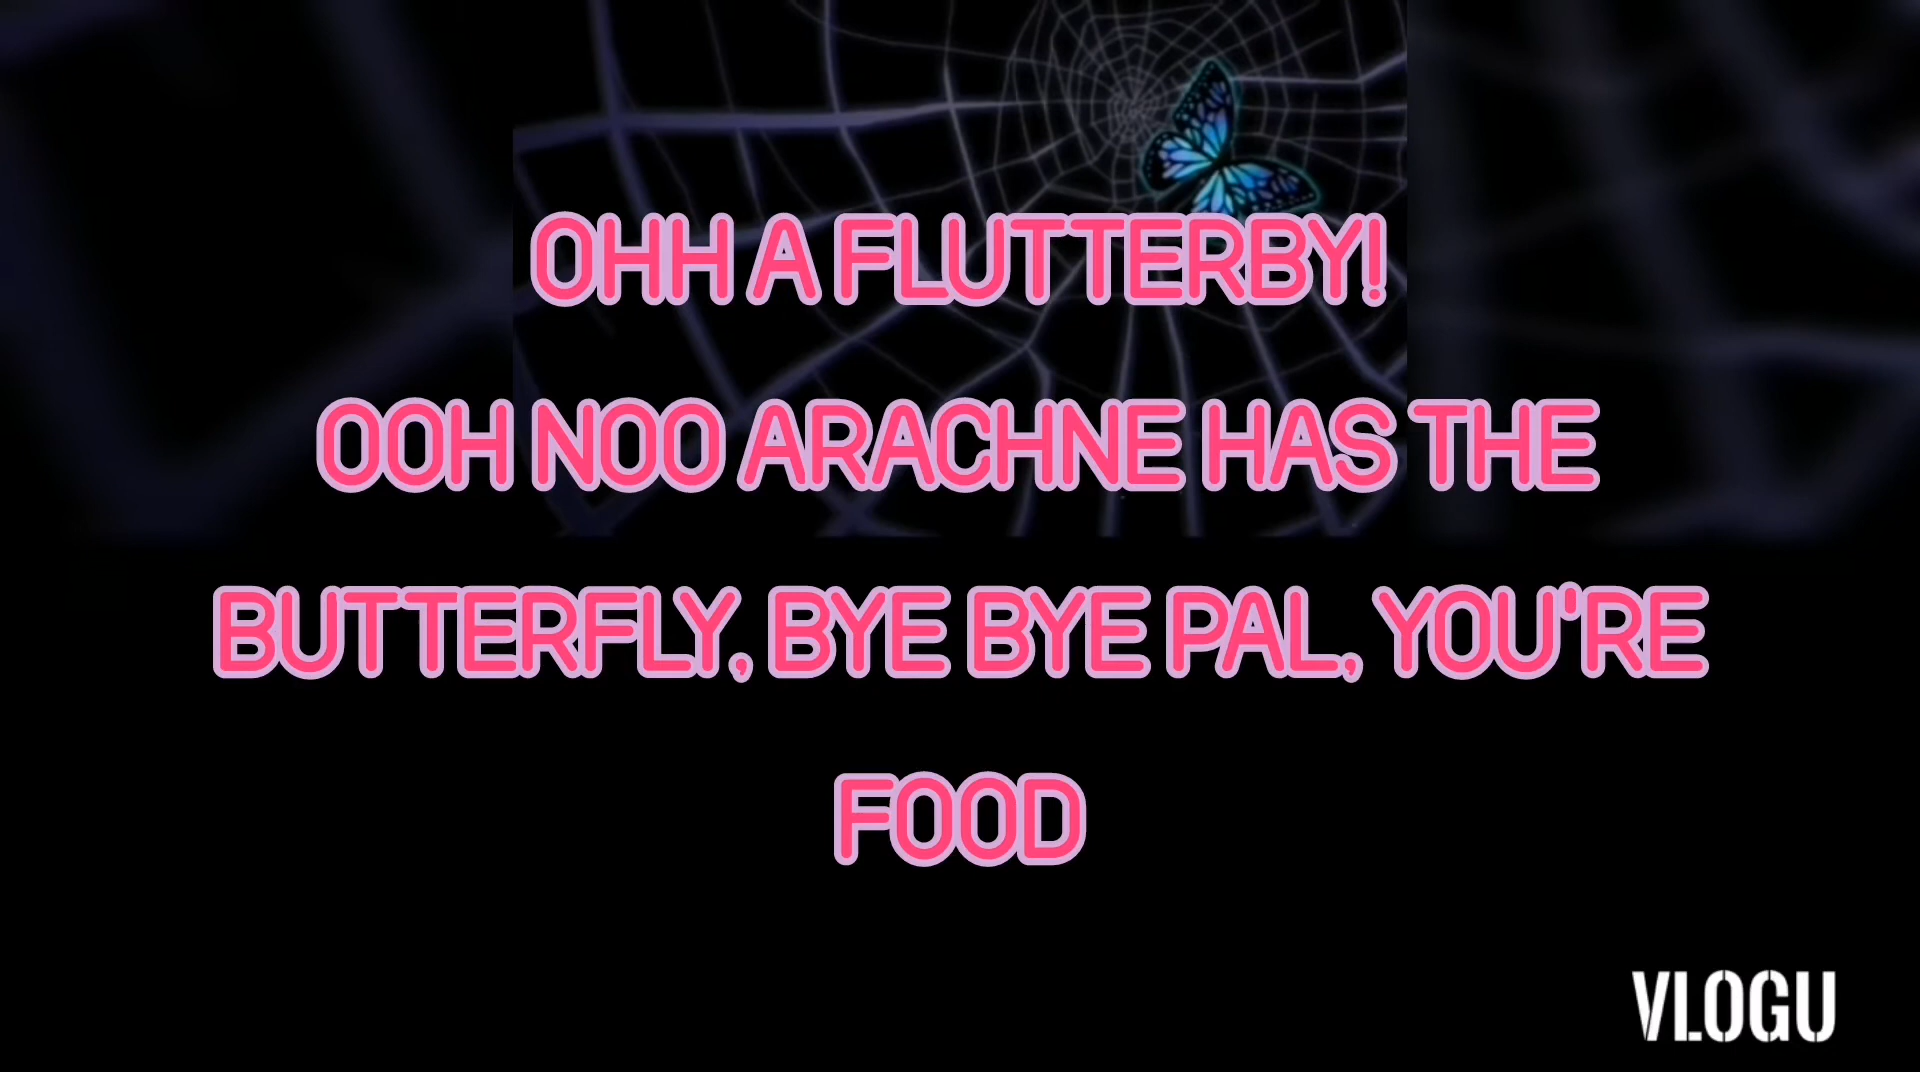 OHH A FLUTTERBY!
OOH NOO ARACHNE HAS THE
BUTTERFLY, BYE BYE PAL, YOU'RE
FOOD
VLOGU